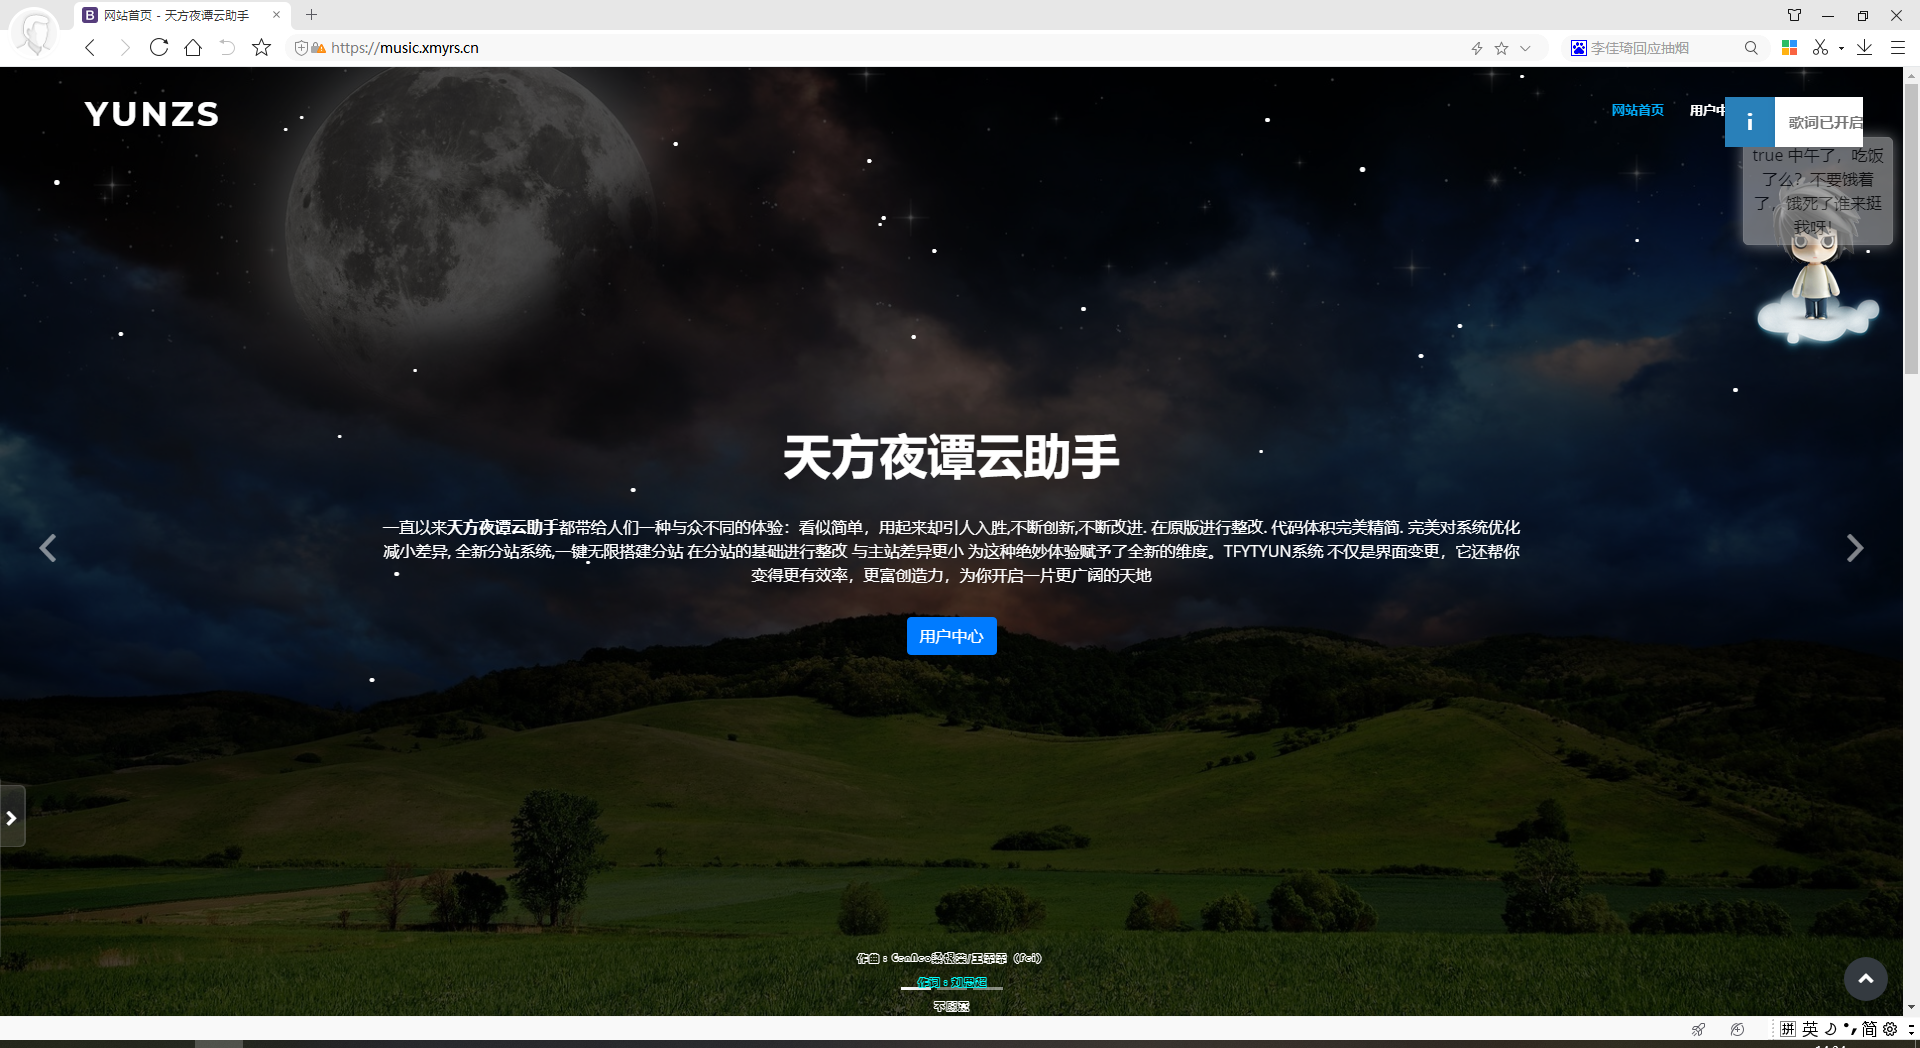 网站首页 - 天方夜谭云助手
https://music.xmyrs.cn
李佳琦回应抽烟
YUNZS
网站首页
用户中
i
歌词已开启
true 中午了，吃饭
了么？不要饿着
了，饿死了谁来挺
我呀！
天方夜谭云助手
一直以来天方夜谭云助手都带给人们一种与众不同的体验：看似简单，用起来却引人入胜,不断创新,不断改进. 在原版进行整改. 代码体积完美精简. 完美对系统优化
减小差异, 全新分站系统,一键无限搭建分站 在分站的基础进行整改 与主站差异更小 为这种绝妙体验赋予了全新的维度。TFYTYUN系统 不仅是界面变更，它还帮你
变得更有效率，更富创造力，为你开启一片更广阔的天地
用户中心
拼 英 简